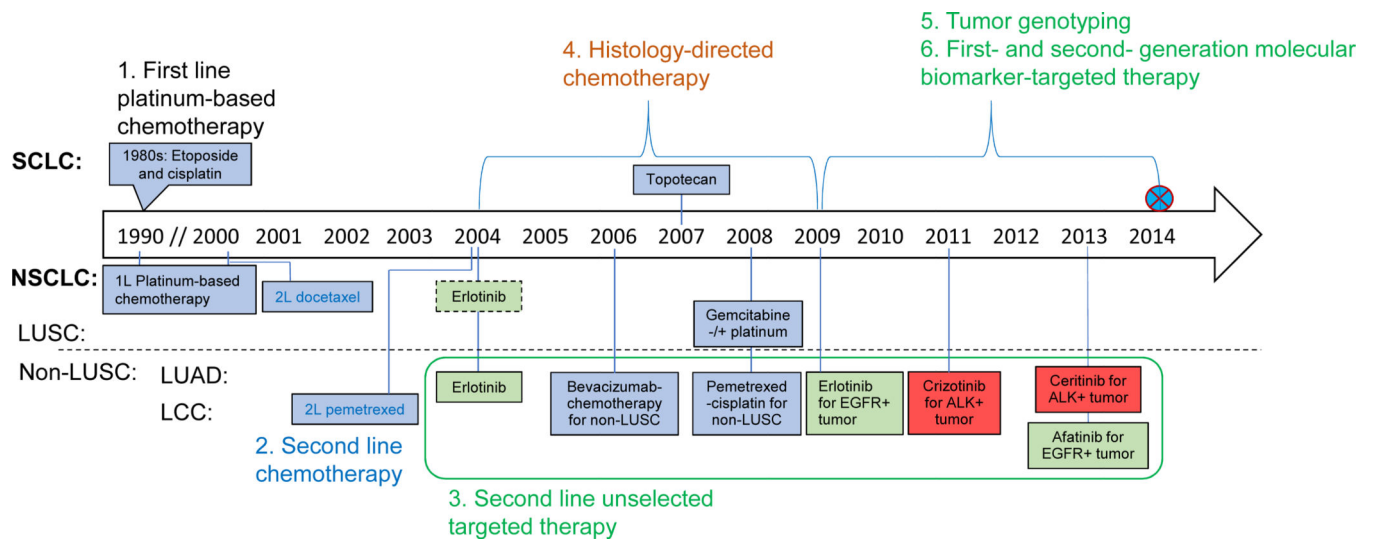 5. Tumor genotyping
6. First- and second- generation molecular
biomarker-targeted therapy
4. Histology-directed
chemotherapy
1. First line
platinum-based
chemotherapy
SCLC:
1980s: Etoposide
and cisplatin
Topotecan
1990 // 2000 2001 2002 2003 2004 2005 2006 2007 2008 2009 2010 2011 2012 2013 2014
NSCLC:
1L Platinum-based
chemotherapy
2L docetaxel
Erlotinib
Gemcitabine
-/+ platinum
LUSC:
Non-LUSC:
LUAD:
LCC:
2L pemetrexed
Erlotinib
Bevacizumab-
chemotherapy
for non-LUSC
Pemetrexed
-cisplatin for
non-LUSC
Erlotinib
for EGFR+
tumor
Crizotinib
for ALK+
tumor
Ceritinib for
ALK+ tumor
Afatinib for
EGFR+ tumor
2. Second line
chemotherapy
3. Second line unselected
targeted therapy